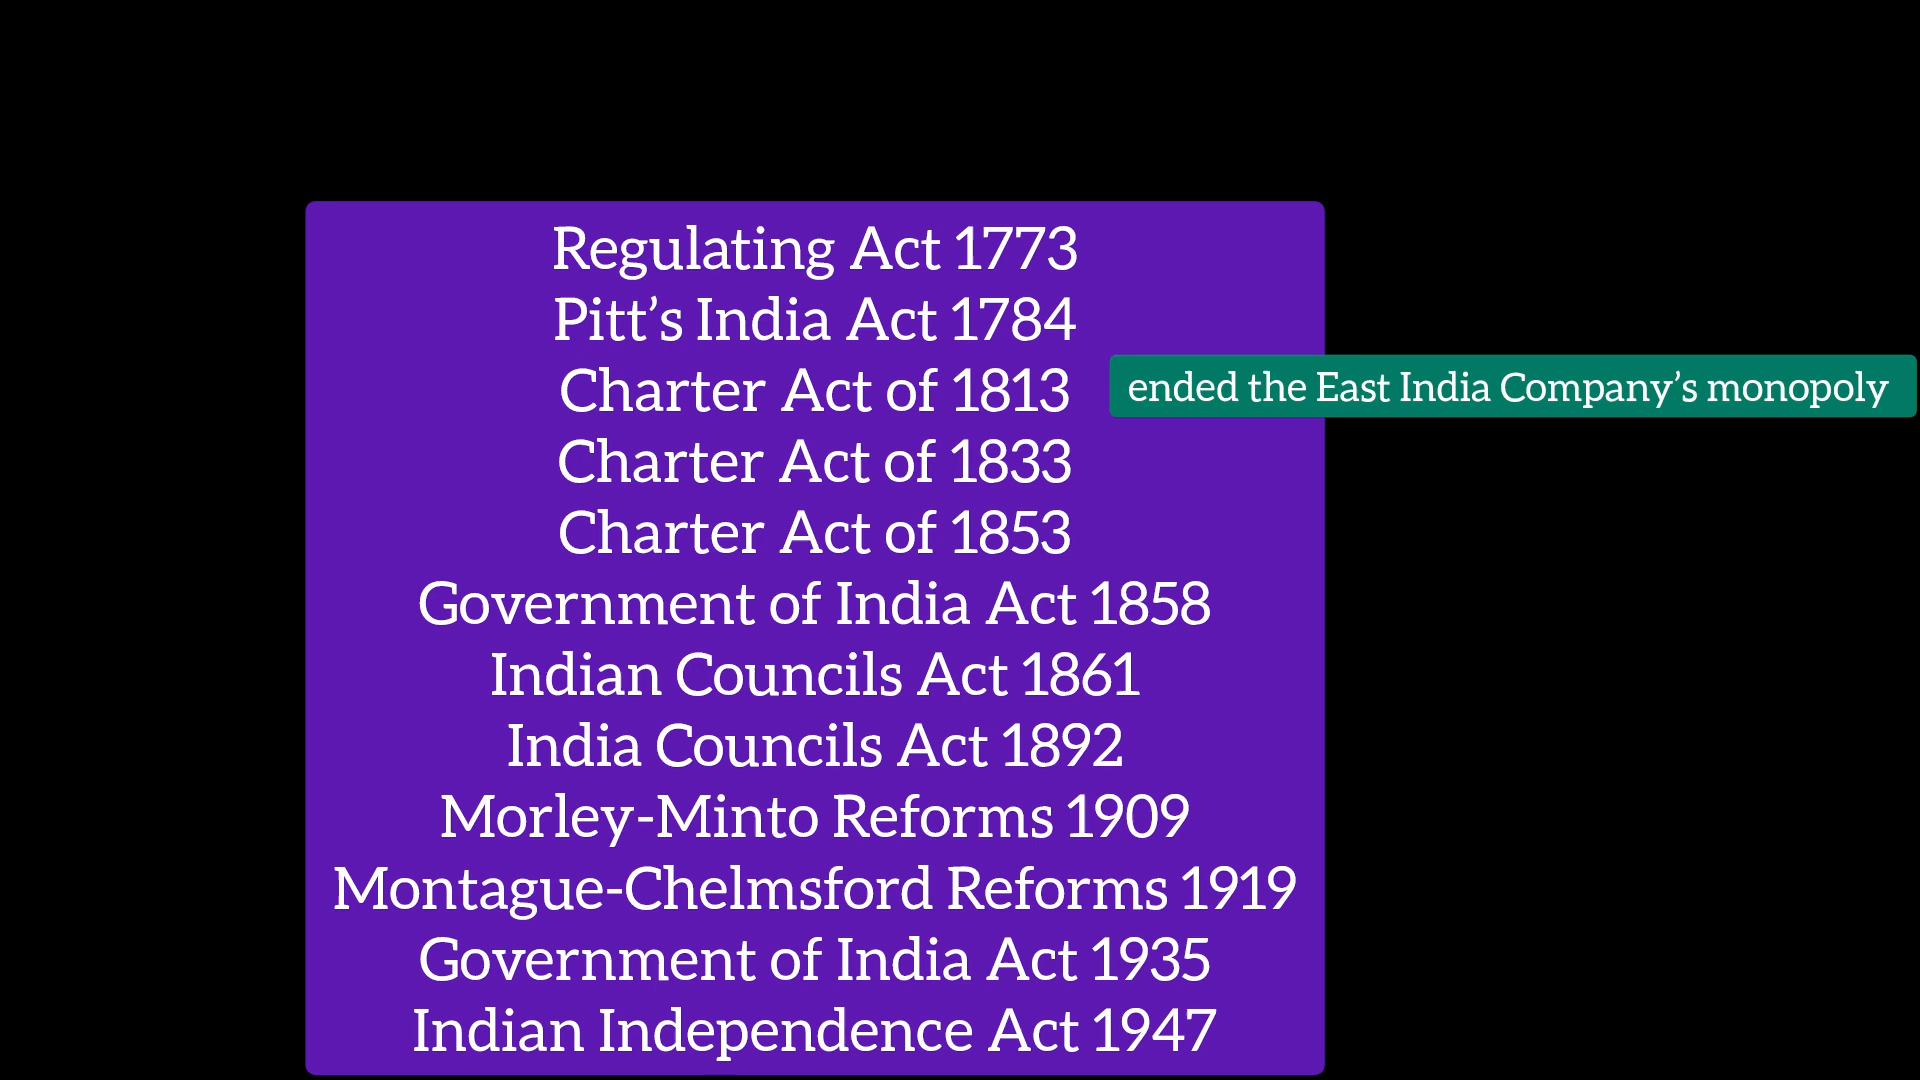 Regulating Act 1773
Pitt’s India Act 1784
Charter Act of 1813
ended the East India Company’s monopoly
Charter Act of 1833
Charter Act of 1853
Government of India Act 1858
Indian Councils Act 1861
India Councils Act 1892
Morley-Minto Reforms 1909
Montague-Chelmsford Reforms 1919
Government of India Act 1935
Indian Independence Act 1947